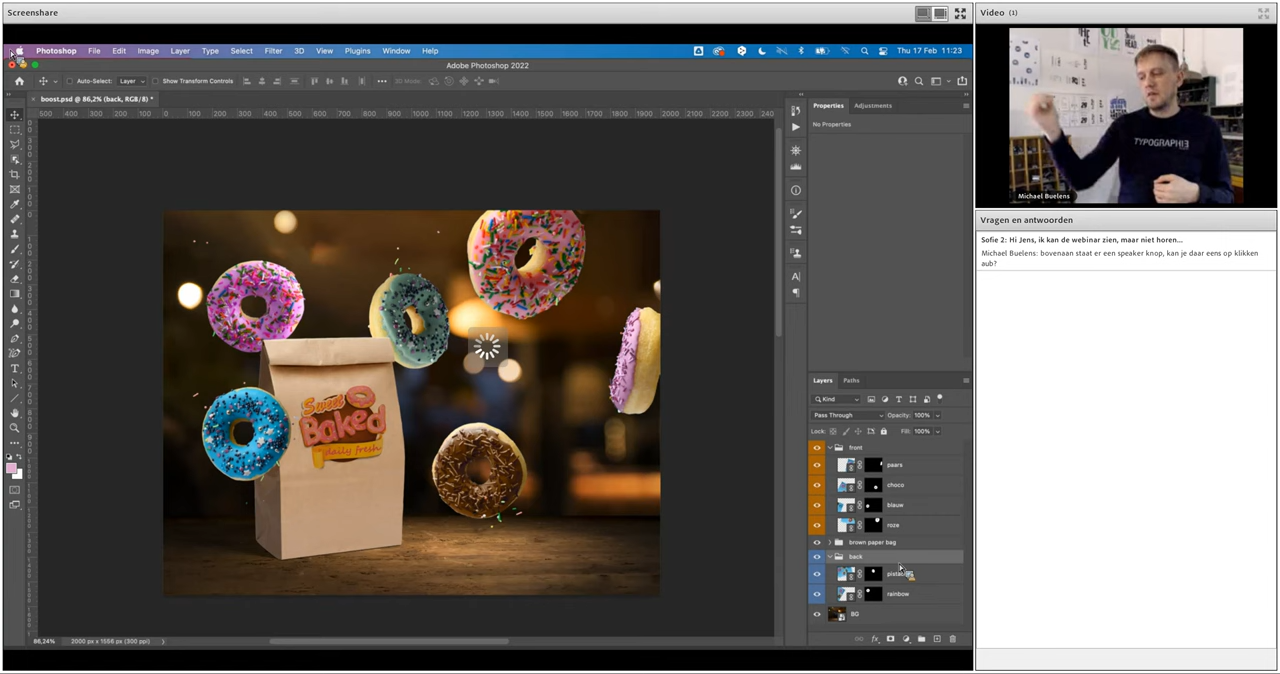 Screenshare
Photoshop File Edit Image Layer Type Select Filter 3D View Plugins Window Help
Thu 17 Feb 11:23
Adobe Photoshop 2022
Auto-Select: Layer Show Transform Controls
3D Mode:
boost.psd @ 86,2% (back, RGB/8) *
Sweet
Baked
daily fresh
86,24% 2000 px x 1556 px (300 ppi)
Properties Adjustments
No Properties
Layers Paths
Kind
Pass Through Opacity: 100%
Lock: Fill: 100%
front
paars
choco
blauw
roze
brown paper bag
back
rainbow
BG
Video (1)
TYPOGRAPHIE
Michael Buelens
Vragen en antwoorden
Sofie 2: Hi Jens, ik kan de webinar zien, maar niet horen...
Michael Buelens: bovenaan staat er een speaker knop, kan je daar eens op klikken
aub?